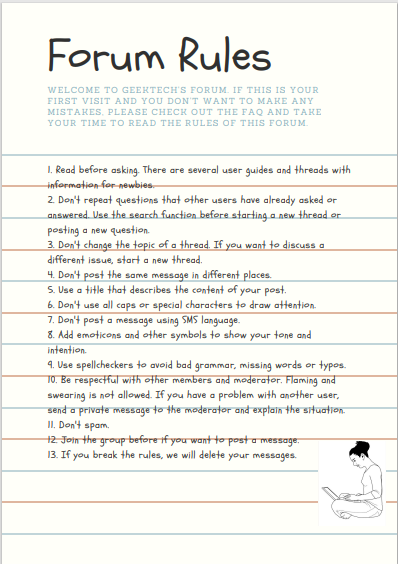 Forum Rules
WELCOME TO GEEKTECH'S FORUM. IF THIS IS YOUR
FIRST VISIT AND YOU DON'T WANT TO MAKE ANY
MISTAKES, PLEASE CHECK OUT THE FAQ AND TAKE
YOUR TIME TO READ THE RULES OF THIS FORUM.
1. Read before asking. There are several user guides and threads with
information for newbies.
2. Don't repeat questions that other users have already asked or
answered. Use the search function before starting a new thread or
posting a new question.
3. Don't change the topic of a thread. If you want to discuss a
different issue, start a new thread.
4. Don't post the same message in different places.
5. Use a title that describes the content of your post.
6. Don't use all caps or special characters to draw attention.
7. Don't post a message using SMS language.
8. Add emoticons and other symbols to show your tone and
intention.
9. Use spellcheckers to avoid bad grammar, missing words or typos.
10. Be respectful with other members and moderator. Flaming and
swearing is not allowed. If you have a problem with another user,
send a private message to the moderator and explain the situation.
11. Don't spam.
12. Join the group before if you want to post a message.
13. If you break the rules, we will delete your messages.